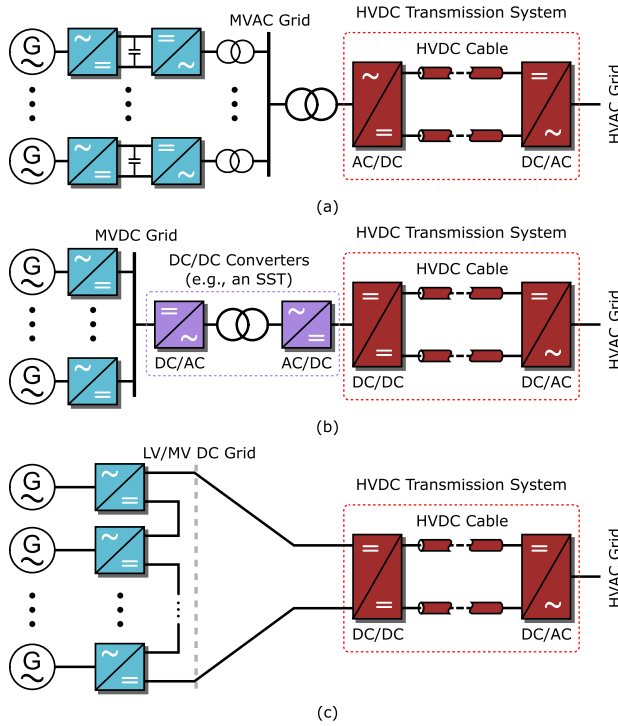 MVAC Grid
HVDC Transmission System
HVDC Cable
G
G
AC/DC
DC/AC
HVAC Grid
(a)
MVDC Grid
DC/DC Converters
(e.g., an SST)
HVDC Transmission System
HVDC Cable
G
G
DC/AC
AC/DC
DC/DC
DC/AC
HVAC Grid
(b)
LV/MV DC Grid
HVDC Transmission System
HVDC Cable
G
G
G
DC/DC
DC/AC
HVAC Grid
(c)